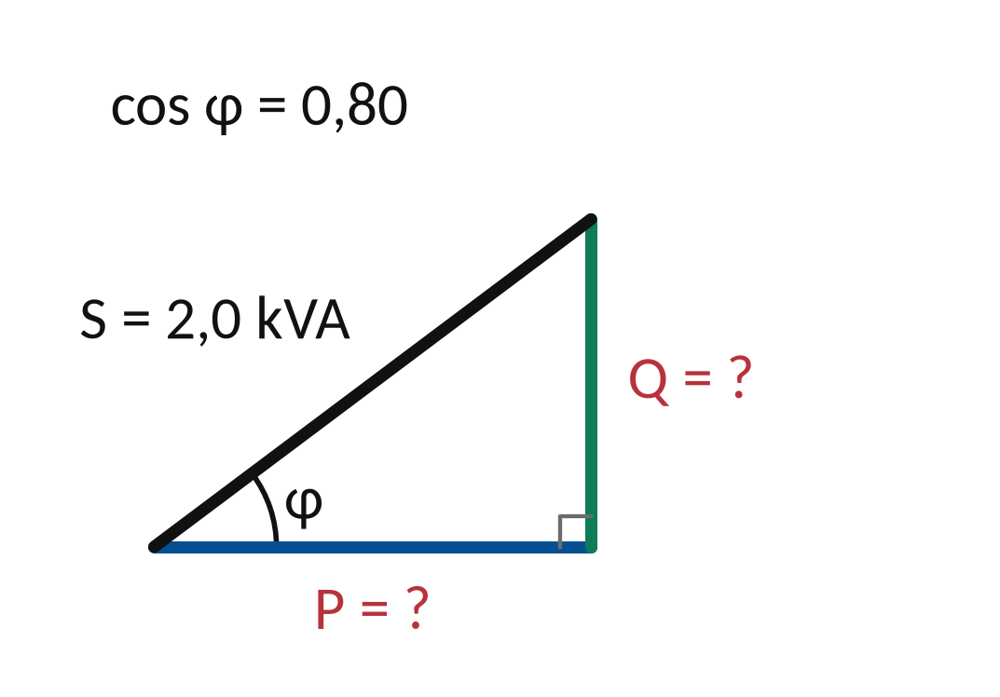 cos φ = 0,80
S = 2,0 kVA
Q = ?
φ
P = ?